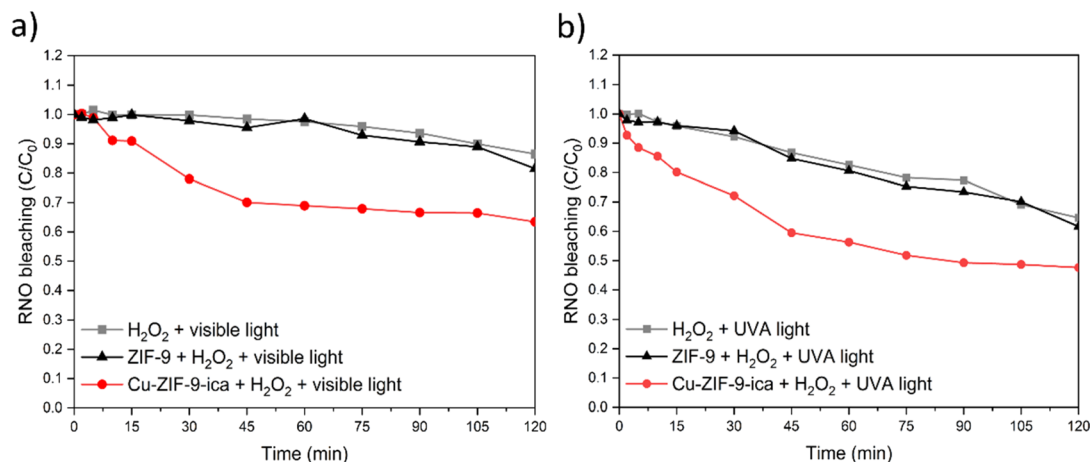 a)
RNO bleaching (C/C₀)
1.2
1.1
1.0
0.9
0.8
0.7
0.6
0.5
0.4
0.3
0.2
0.1
0.0
H₂O₂ + visible light
ZIF-9 + H₂O₂ + visible light
Cu-ZIF-9-ica + H₂O₂ + visible light
0 15 30 45 60 75 90 105 120
Time (min)
b)
RNO bleaching (C/C₀)
1.2
1.1
1.0
0.9
0.8
0.7
0.6
0.5
0.4
0.3
0.2
0.1
0.0
H₂O₂ + UVA light
ZIF-9 + H₂O₂ + UVA light
Cu-ZIF-9-ica + H₂O₂ + UVA light
0 15 30 45 60 75 90 105 120
Time (min)